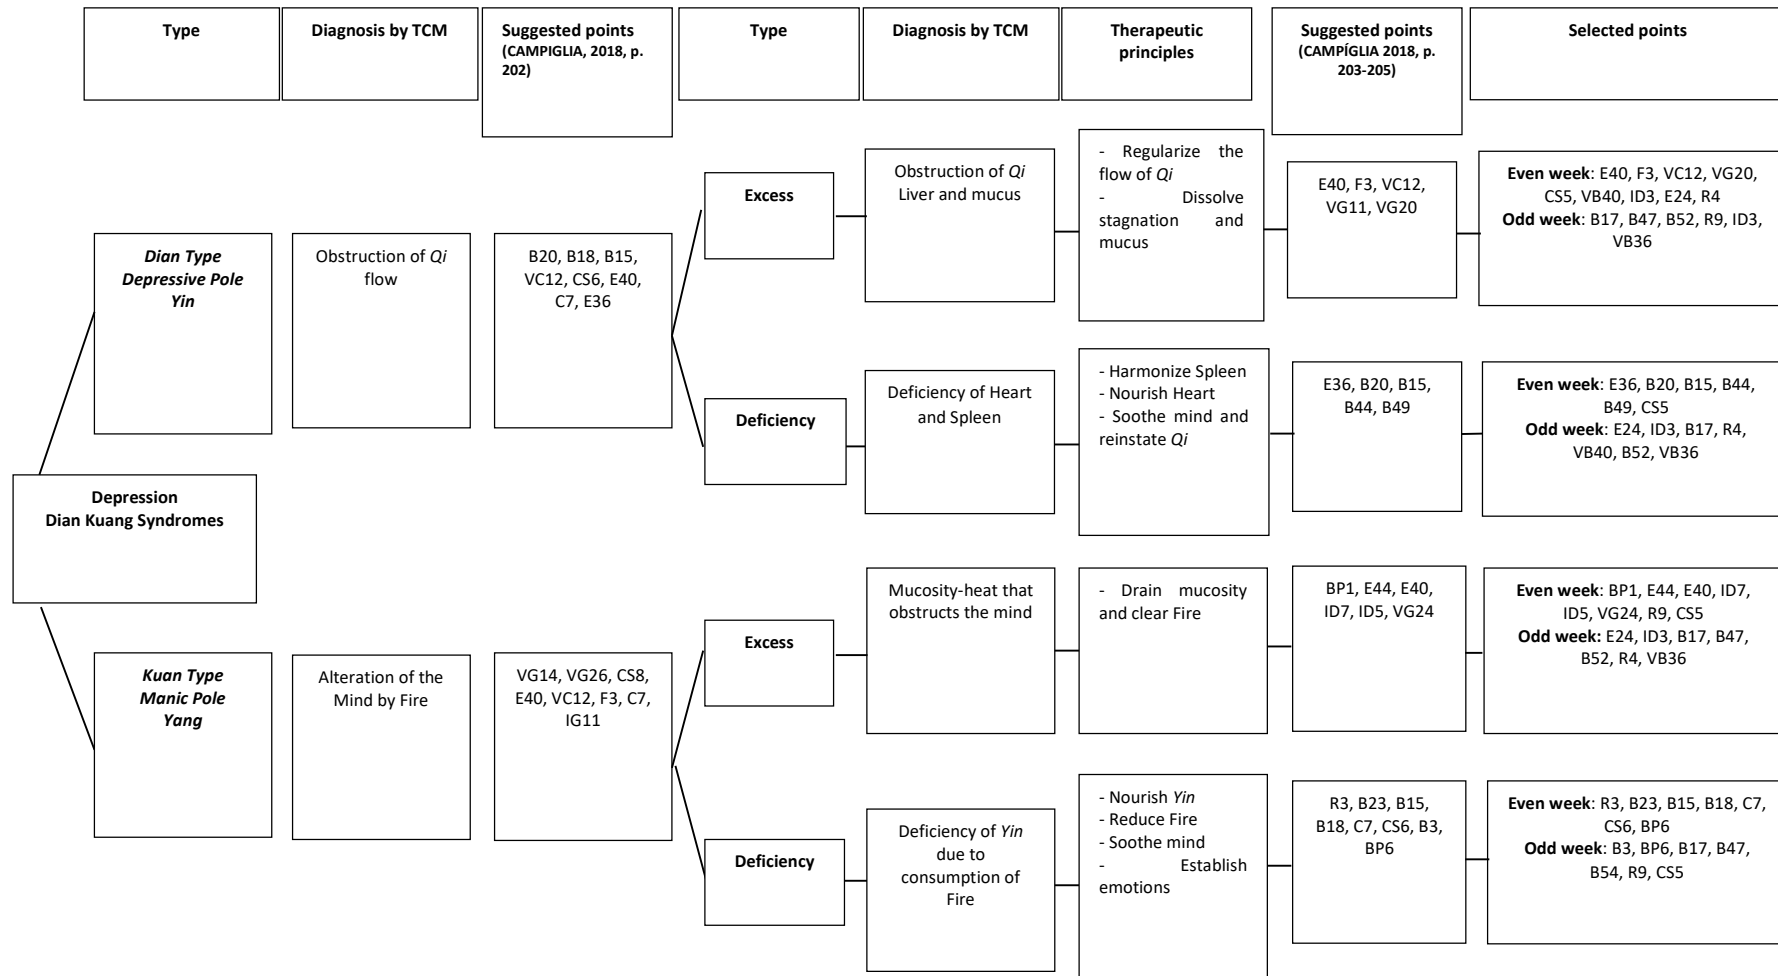 Type
Diagnosis by TCM
Suggested points
(CAMPIGLIA, 2018, p.
202)
Type
Diagnosis by TCM
Therapeutic
principles
Suggested points
(CAMPÍGLIA 2018, p.
203-205)
Selected points
Depression
Dian Kuang Syndromes
Dian Type
Depressive Pole
Yin
Obstruction of Qi
flow
B20, B18, B15,
VC12, CS6, E40,
C7, E36
Excess
Obstruction of Qi
Liver and mucus
- Regularize the
flow of Qi
- Dissolve
stagnation and
mucus
E40, F3, VC12,
VG11, VG20
Even week: E40, F3, VC12, VG20,
CS5, VB40, ID3, E24, R4
Odd week: B17, B47, B52, R9, ID3,
VB36
Deficiency
Deficiency of Heart
and Spleen
- Harmonize Spleen
- Nourish Heart
- Soothe mind and
reinstate Qi
E36, B20, B15,
B44, B49
Even week: E36, B20, B15, B44,
B49, CS5
Odd week: E24, ID3, B17, R4,
VB40, B52, VB36
Kuan Type
Manic Pole
Yang
Alteration of the
Mind by Fire
VG14, VG26, CS8,
E40, VC12, F3, C7,
IG11
Excess
Mucosity-heat that
obstructs the mind
- Drain mucosity
and clear Fire
BP1, E44, E40,
ID7, ID5, VG24
Even week: BP1, E44, E40, ID7,
ID5, VG24, R9, CS5
Odd week: E24, ID3, B17, B47,
B52, R4, VB36
Deficiency
Deficiency of Yin
due to
consumption of
Fire
- Nourish Yin
- Reduce Fire
- Soothe mind
- Establish
emotions
R3, B23, B15,
B18, C7, CS6, B3,
BP6
Even week: R3, B23, B15, B18, C7,
CS6, BP6
Odd week: B3, BP6, B17, B47,
B54, R9, CS5